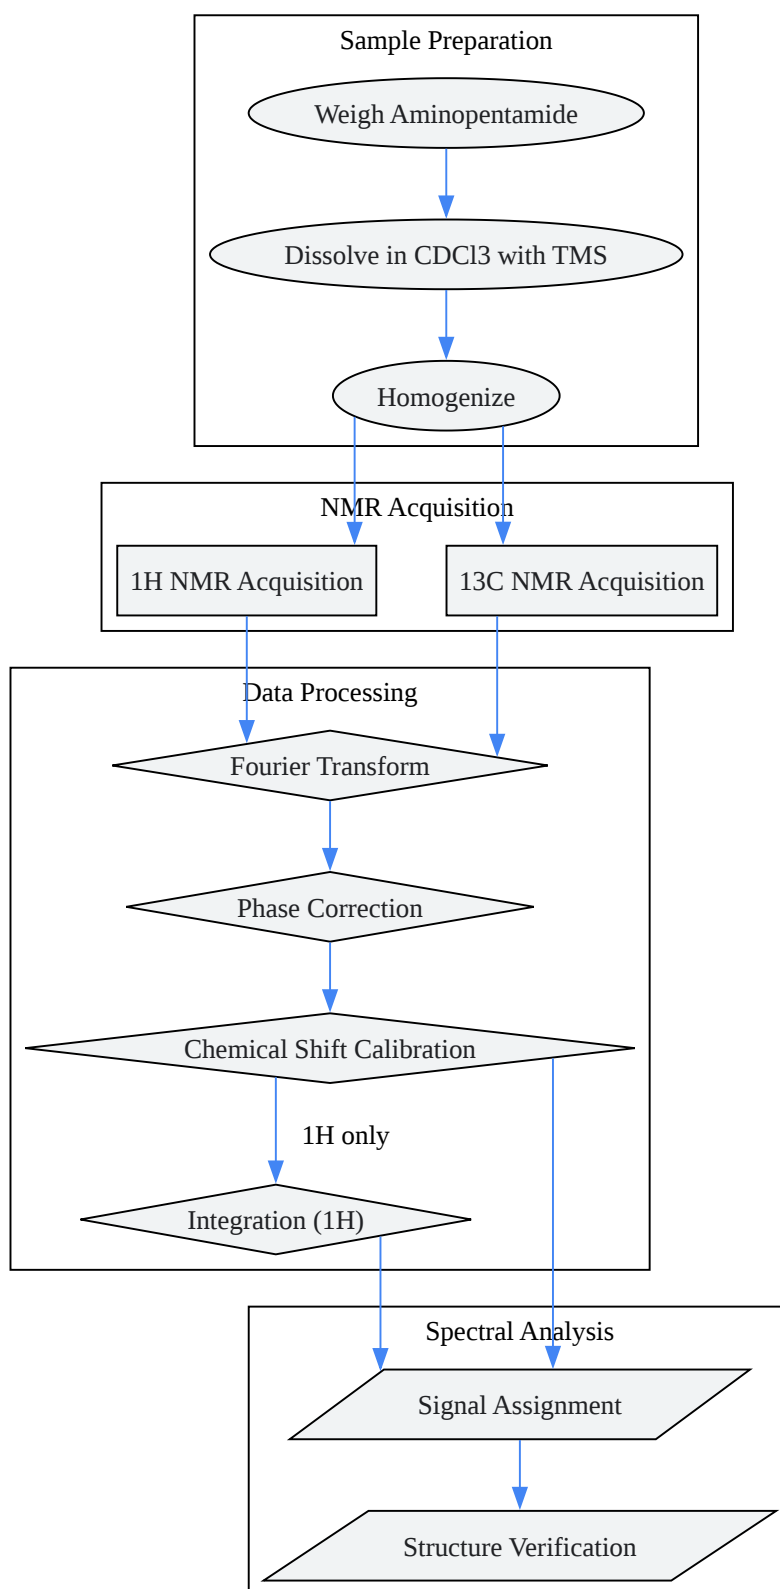 Sample Preparation
Weigh Aminopentamide
Dissolve in CDCl3 with TMS
Homogenize
NMR Acquisition
1H NMR Acquisition
13C NMR Acquisition
Data Processing
Fourier Transform
Phase Correction
Chemical Shift Calibration
1H only
Integration (1H)
Spectral Analysis
Signal Assignment
Structure Verification